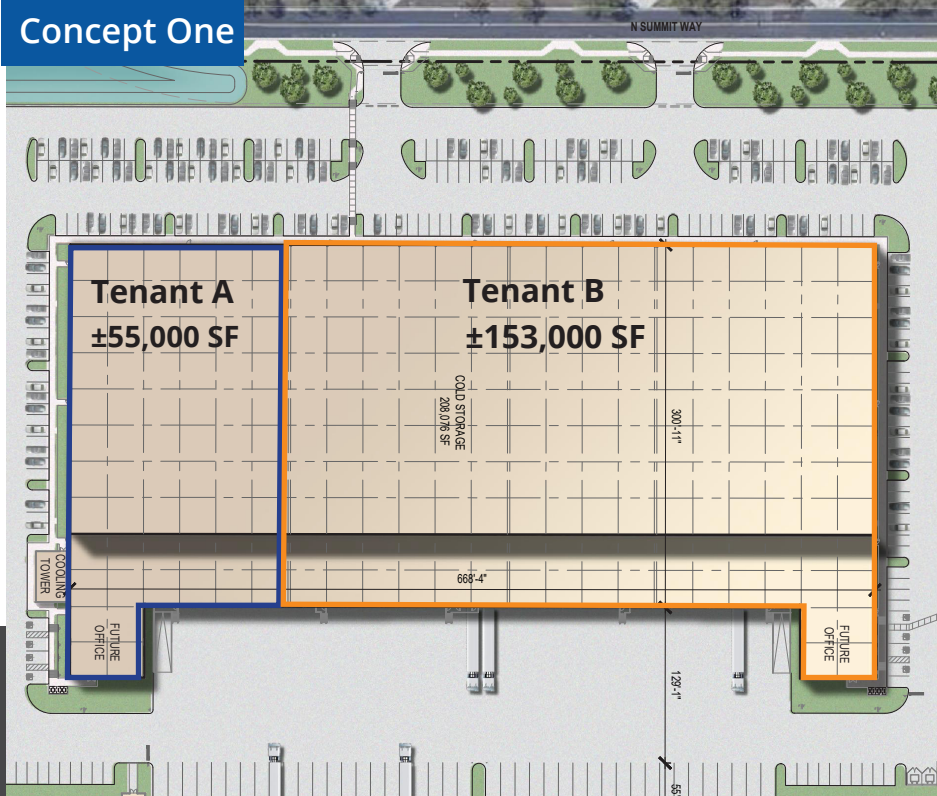 Concept One
N SUMMIT WAY
Tenant A
±55,000 SF
Tenant B
±153,000 SF
COLD STORAGE
208,076 SF
300'-11"
668'-4"
COOLING
TOWER
FUTURE
OFFICE
FUTURE
OFFICE
129'-1"